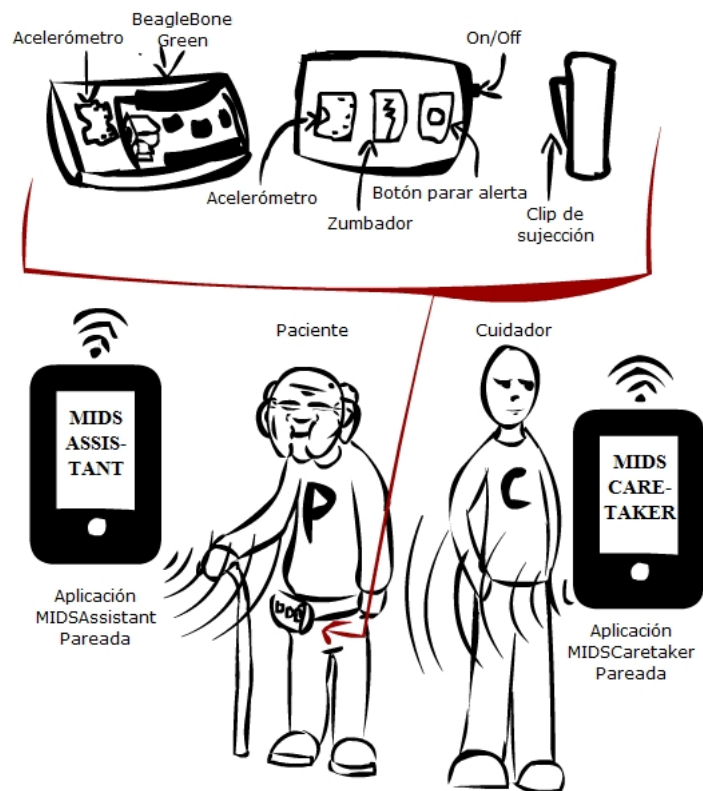 BeagleBone
Green
Acelerómetro
On/Off
Acelerómetro
Botón parar alerta
Zumbador
Clip de
sujección
Paciente
Cuidador
MIDS
ASSIS-
TANT
MIDS
CARE-
TAKER
P
C
Aplicación
MIDSAssistant
Pareada
Aplicación
MIDSCaretaker
Pareada